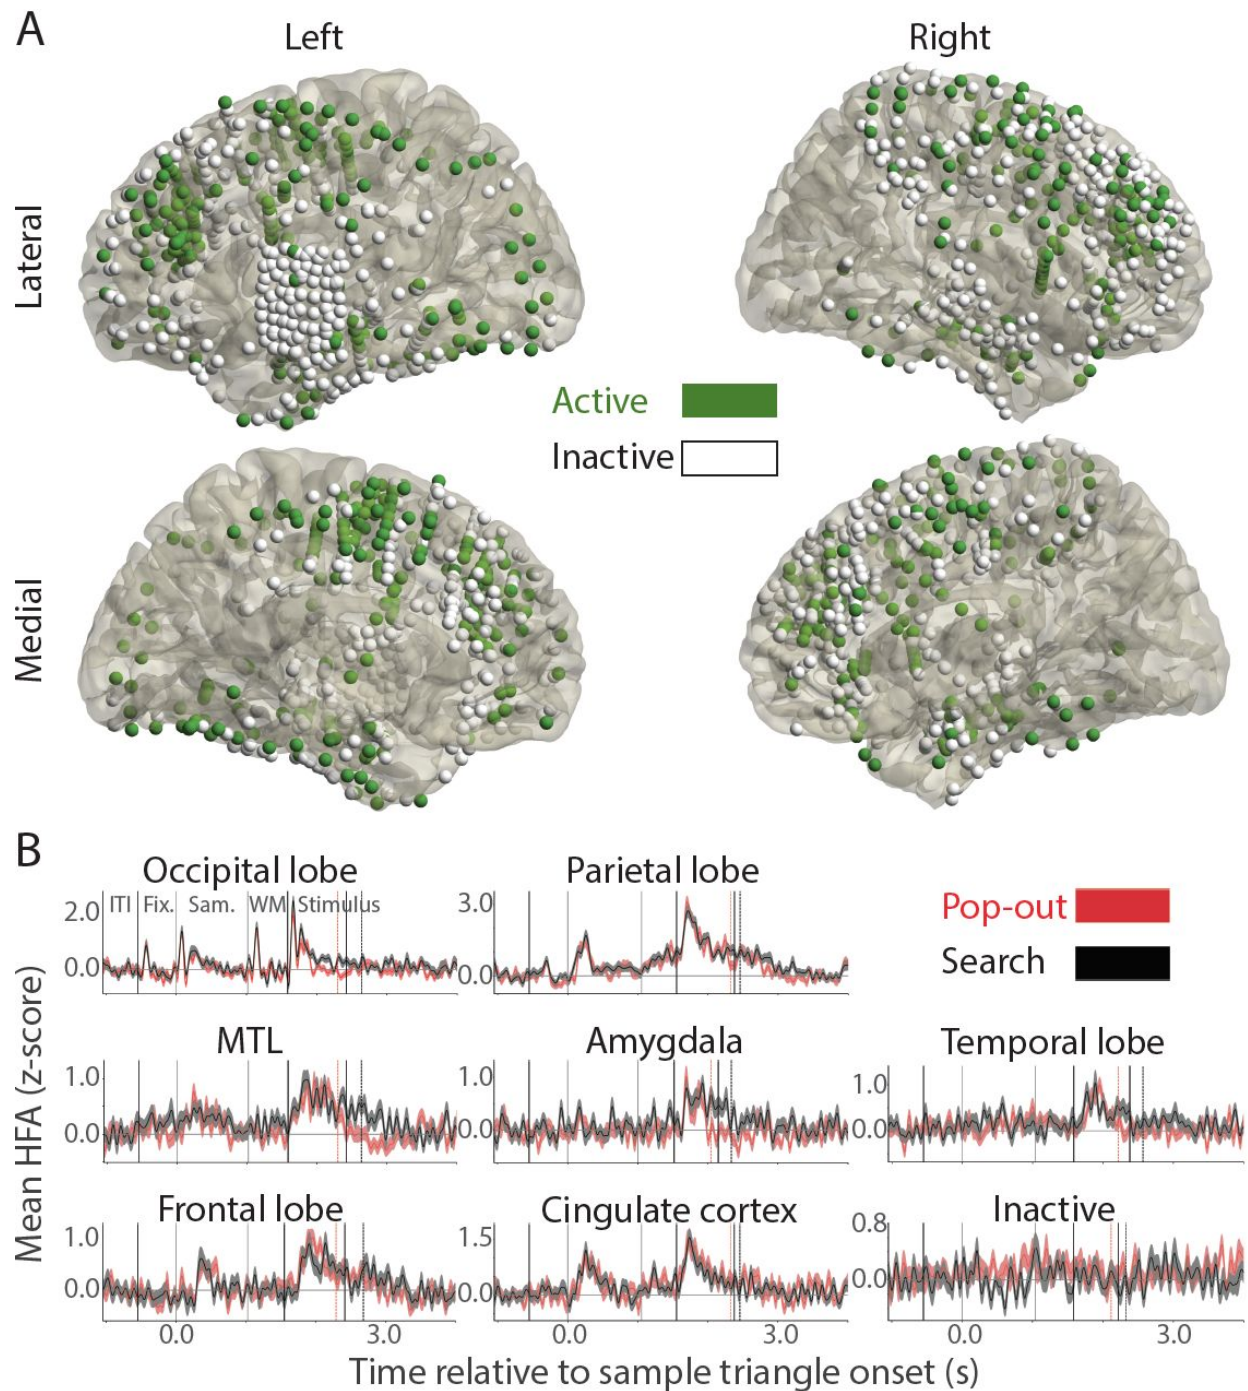 A
Left
Right
Lateral
Active
Inactive
Medial
B
Occipital lobe
Parietal lobe
ITI Fix. Sam. WM Stimulus
2.0
0.0
3.0
0.0
Pop-out
Search
Mean HFA (z-score)
MTL
Amygdala
Temporal lobe
1.0
0.0
1.0
0.0
1.0
0.0
Frontal lobe
Cingulate cortex
Inactive
1.0
0.0
1.5
0.0
0.8
0.0
0.0 3.0
0.0 3.0
0.0 3.0
Time relative to sample triangle onset (s)